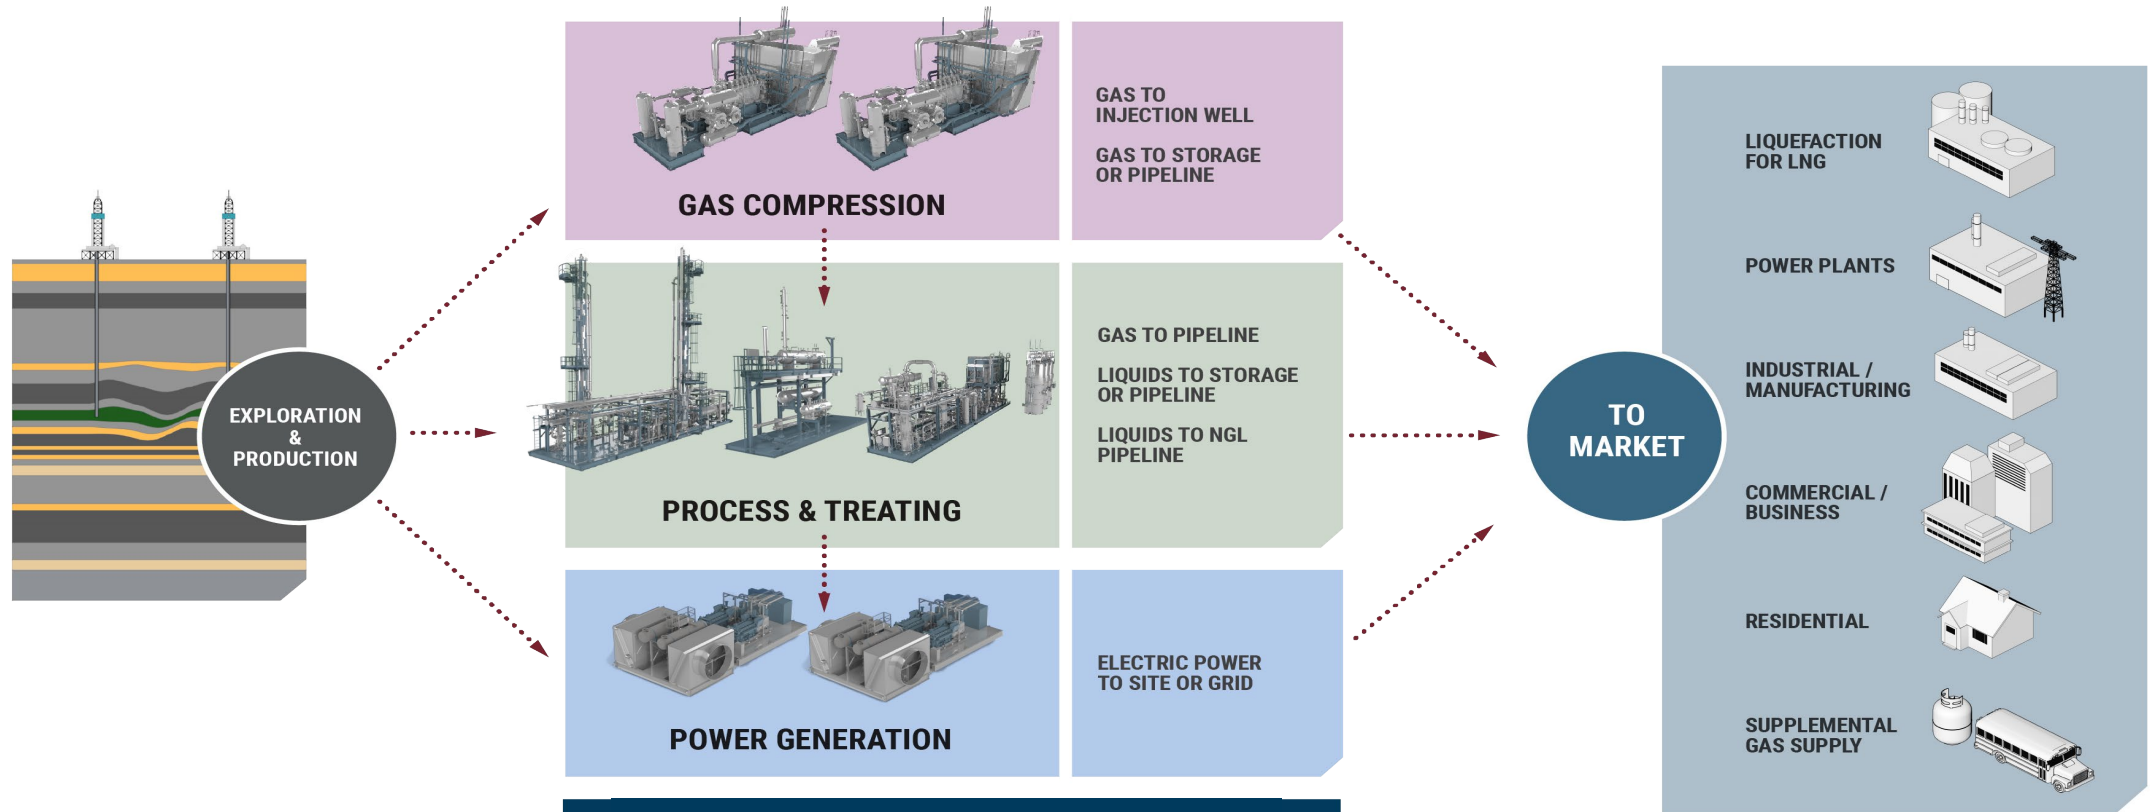 EXPLORATION
&
PRODUCTION
GAS COMPRESSION
GAS TO
INJECTION WELL
GAS TO STORAGE
OR PIPELINE
PROCESS & TREATING
GAS TO PIPELINE
LIQUIDS TO STORAGE
OR PIPELINE
LIQUIDS TO NGL
PIPELINE
POWER GENERATION
ELECTRIC POWER
TO SITE OR GRID
TO
MARKET
LIQUEFACTION
FOR LNG
POWER PLANTS
INDUSTRIAL /
MANUFACTURING
COMMERCIAL /
BUSINESS
RESIDENTIAL
SUPPLEMENTAL
GAS SUPPLY